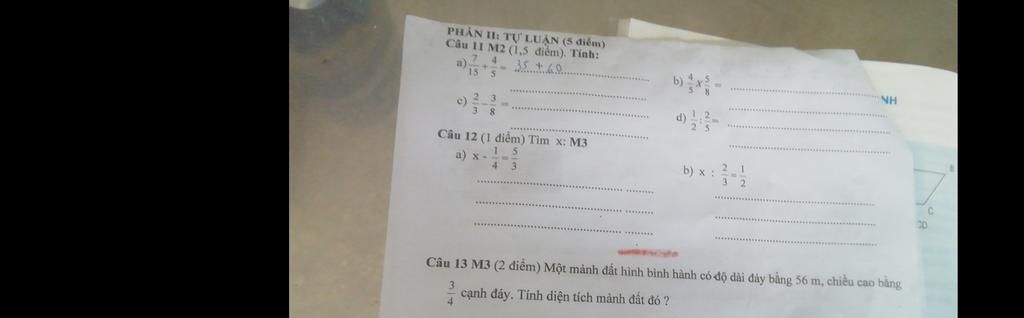 PHẦN II: TỰ LUẬN (5 điểm)
Câu 11 M2 (1,5 điểm). Tính:
a) 7/15 + 4/5 = 35 + 60
b) 4/5 x 5/8 =
c) 2/3 - 3/8 =
d) 1/2 : 2/5 =
Câu 12 (1 điểm) Tìm x: M3
a) x - 1/4 = 5/3
b) x : 2/3 = 1/2
Câu 13 M3 (2 điểm) Một mảnh đất hình bình hành có độ dài đáy bằng 56 m, chiều cao bằng
3/4 cạnh đáy. Tính diện tích mảnh đất đó ?
NH
B
C